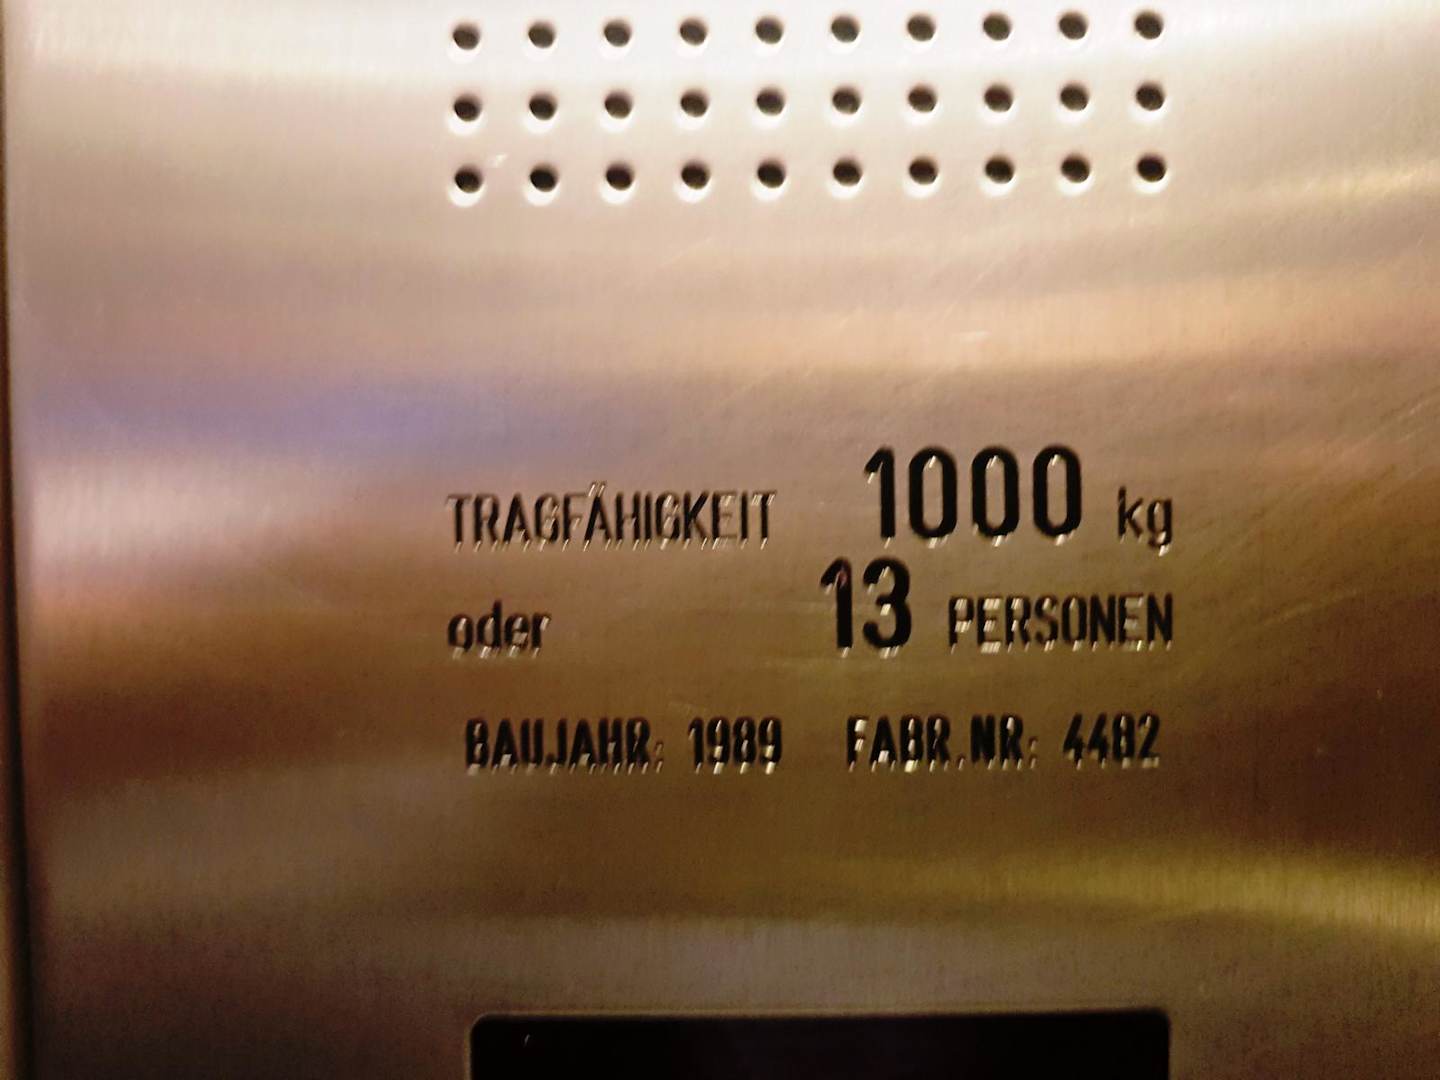 TRAGFÄHIGKEIT 1000 kg
oder 13 PERSONEN
BAUJAHR: 1989 FABR.NR: 4482